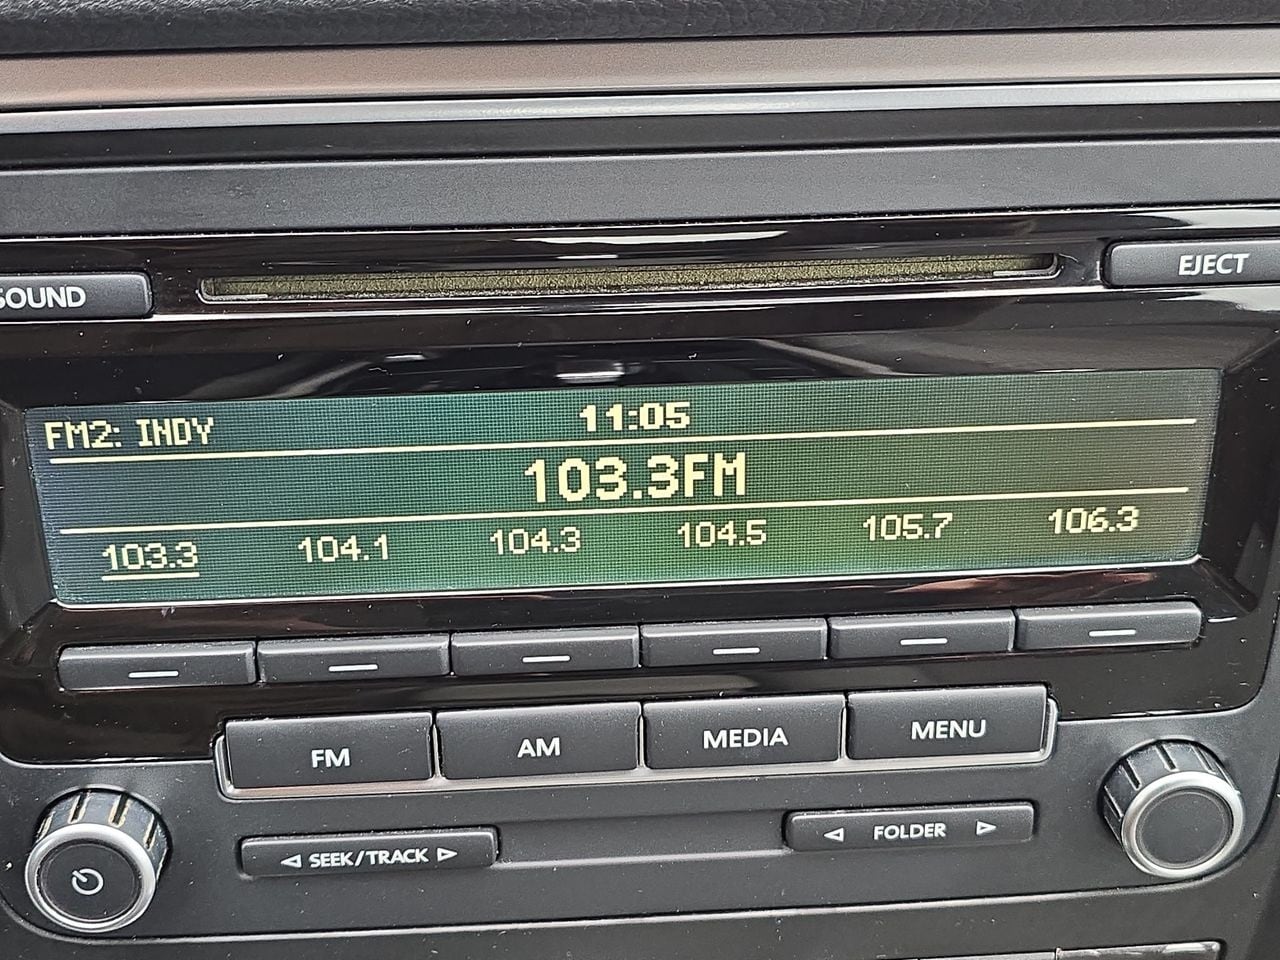 SOUND
EJECT
FM2: INDY 11:05
103.3FM
103.3 104.1 104.3 104.5 105.7 106.3
FM AM MEDIA MENU
SEEK/TRACK
FOLDER